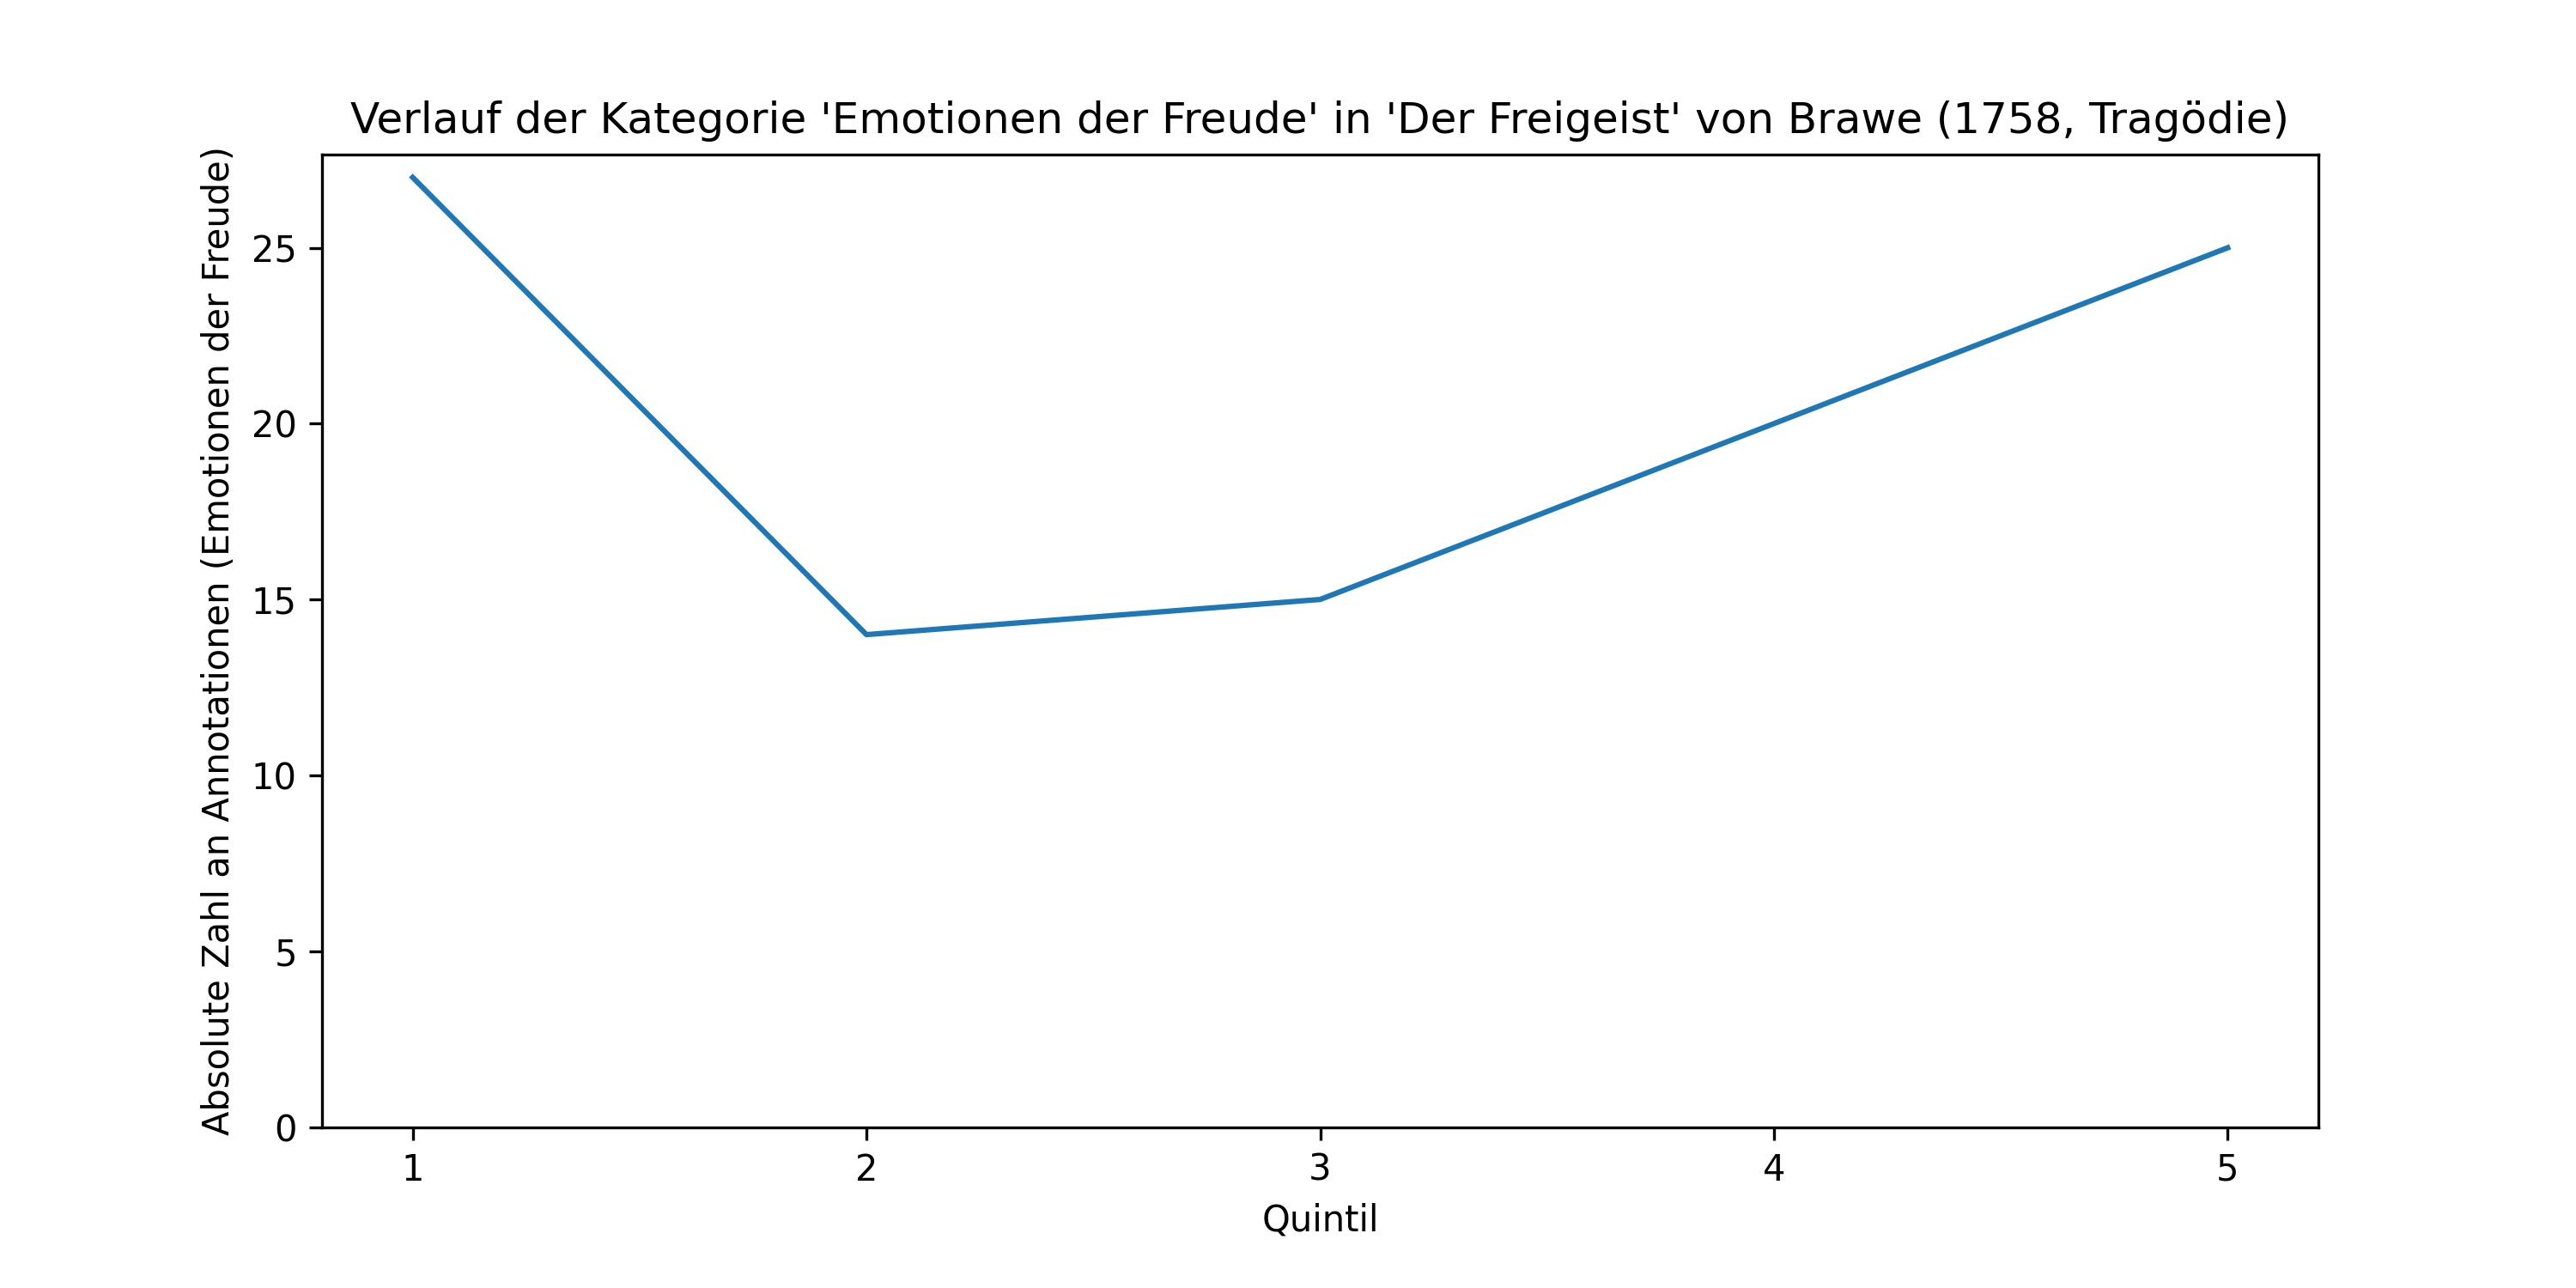 Verlauf der Kategorie 'Emotionen der Freude' in 'Der Freigeist' von Brawe (1758, Tragödie)
Absolute Zahl an Annotationen (Emotionen der Freude)
25
20
15
10
5
0
1 2 3 4 5
Quintil